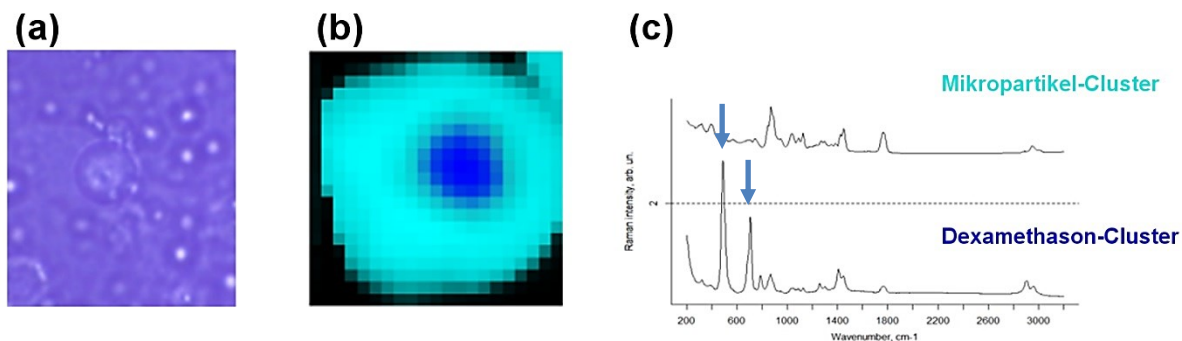 (a)
(b)
(c)
Mikropartikel-Cluster
Dexamethason-Cluster
Raman intensity, arb. un.
2
200 600 1000 1400 1800 2200 2600 3000
Wavenumber, cm-1